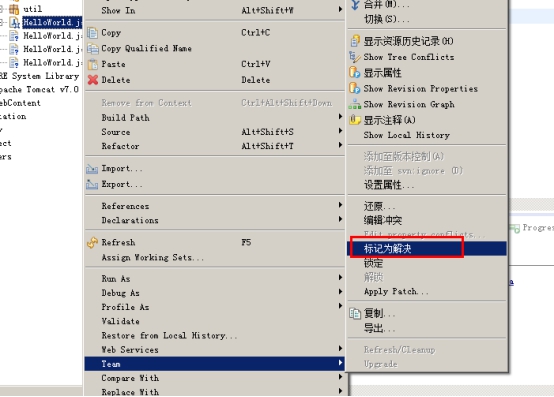 util
HelloWorld.j
HelloWorld.ja
HelloWorld.ja
HelloWorld.ja
RE System Library
pache Tomcat v7.0
ebContent
tation
y
ect
ers
Show In Alt+Shift+W
Copy Ctrl+C
Copy Qualified Name
Paste Ctrl+V
Delete Delete
Remove from Context Ctrl+Alt+Shift+Down
Build Path
Source Alt+Shift+S
Refactor Alt+Shift+T
Import...
Export...
References
Declarations
Refresh F5
Assign Working Sets...
Run As
Debug As
Profile As
Validate
Restore from Local History...
Web Services
Team
Compare With
Replace With
合并(M)...
切换(S)...
显示资源历史记录(H)
Show Tree Conflicts
显示属性
Show Revision Properties
Show Revision Graph
显示注释(A)
Show Local History
添加至版本控制(A)
添加至 svn:ignore (D)
设置属性...
还原...
编辑冲突
Edit property conflicts...
标记为解决
锁定
解锁
Apply Patch...
复制...
导出...
Refresh/Cleanup
Upgrade
Progre
a